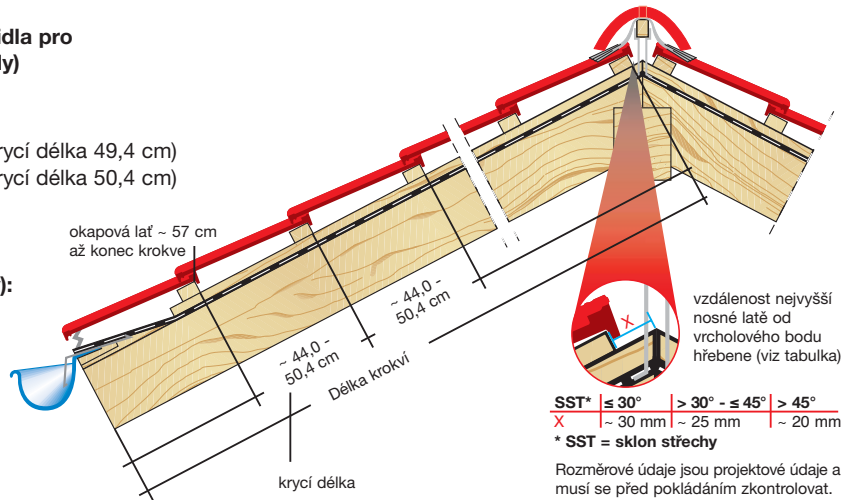 idla pro
ly)
rycí délka 49,4 cm)
rycí délka 50,4 cm)
okapová lať ~ 57 cm
až konec krokve
):
~ 44,0 -
50,4 cm
~ 44,0 -
50,4 cm
Délka krokví
krycí délka
X
vzdálenost nejvyšší
nosné latě od
vrcholového bodu
hřebene (viz tabulka)
SST* ≤ 30° > 30° - ≤ 45° > 45°
X ~ 30 mm ~ 25 mm ~ 20 mm
* SST = sklon střechy
Rozměrové údaje jsou projektové údaje a
musí se před pokládáním zkontrolovat.